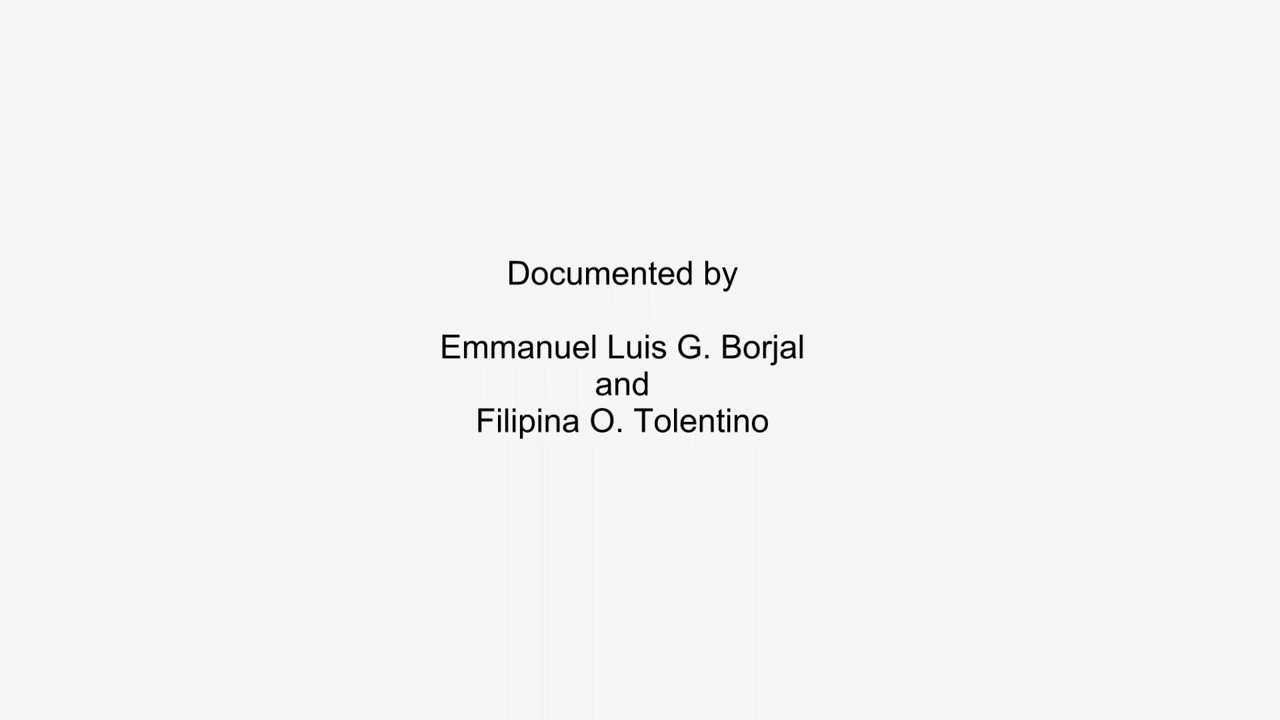 Documented by
Emmanuel Luis G. Borjal
and
Filipina O. Tolentino